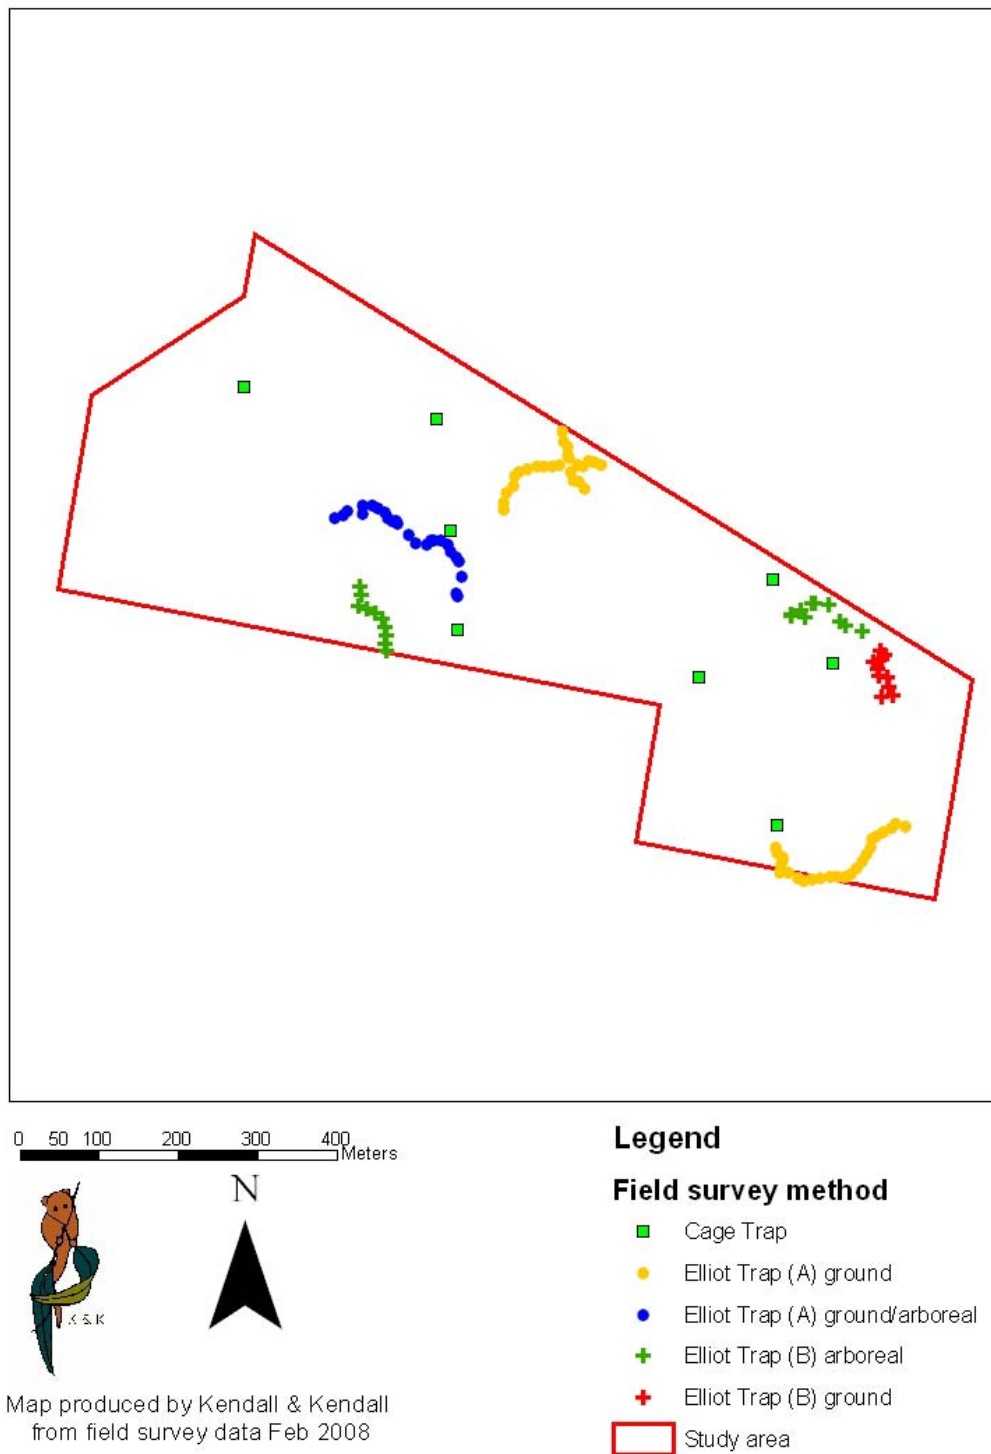 0 50 100 200 300 400
Meters
N
K & K
Map produced by Kendall & Kendall
from field survey data Feb 2008
Legend
Field survey method
Cage Trap
Elliot Trap (A) ground
Elliot Trap (A) ground/arboreal
Elliot Trap (B) arboreal
Elliot Trap (B) ground
Study area